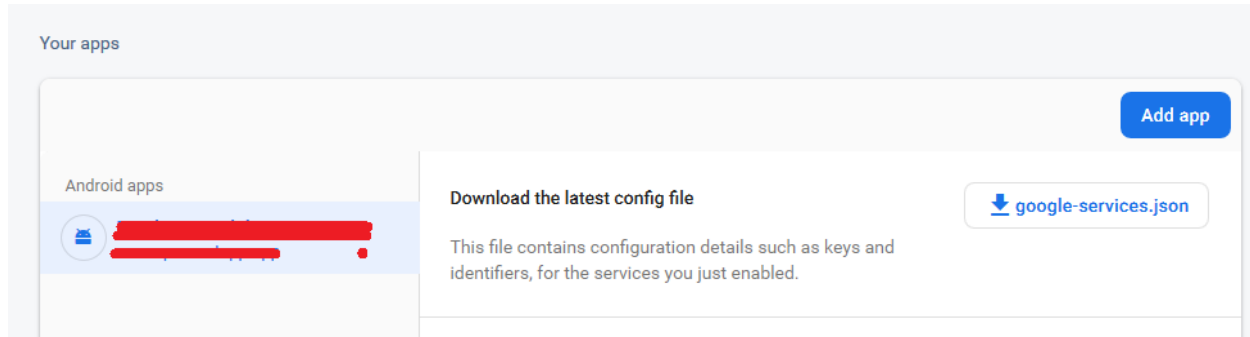 Your apps
Add app
Android apps
Download the latest config file
google-services.json
This file contains configuration details such as keys and
identifiers, for the services you just enabled.